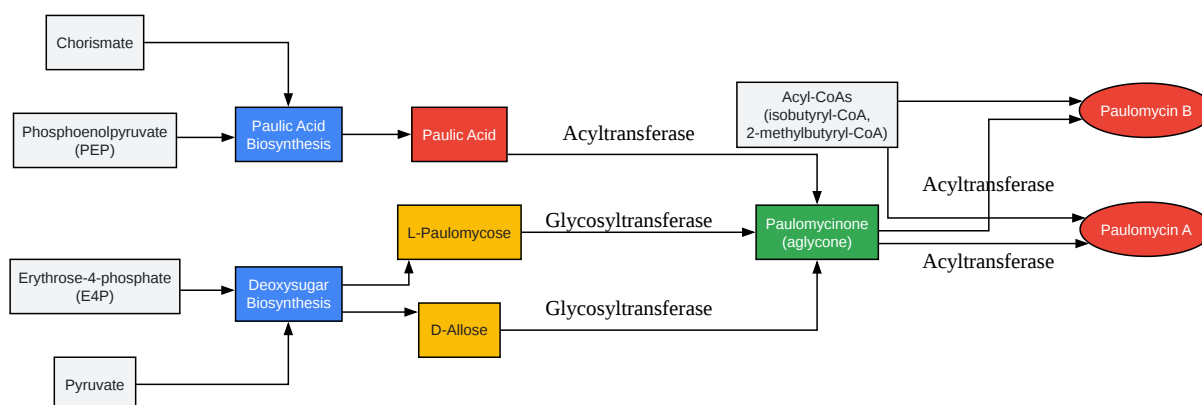 Chorismate
Phosphoenolpyruvate
(PEP)
Paulic Acid
Biosynthesis
Paulic Acid
Acyltransferase
Acyl-CoAs
(isobutyryl-CoA,
2-methylbutyryl-CoA)
Paulomycin B
Acyltransferase
L-Paulomycose
Glycosyltransferase
Paulomycinone
(aglycone)
Paulomycin A
Acyltransferase
Erythrose-4-phosphate
(E4P)
Deoxysugar
Biosynthesis
D-Allose
Glycosyltransferase
Pyruvate